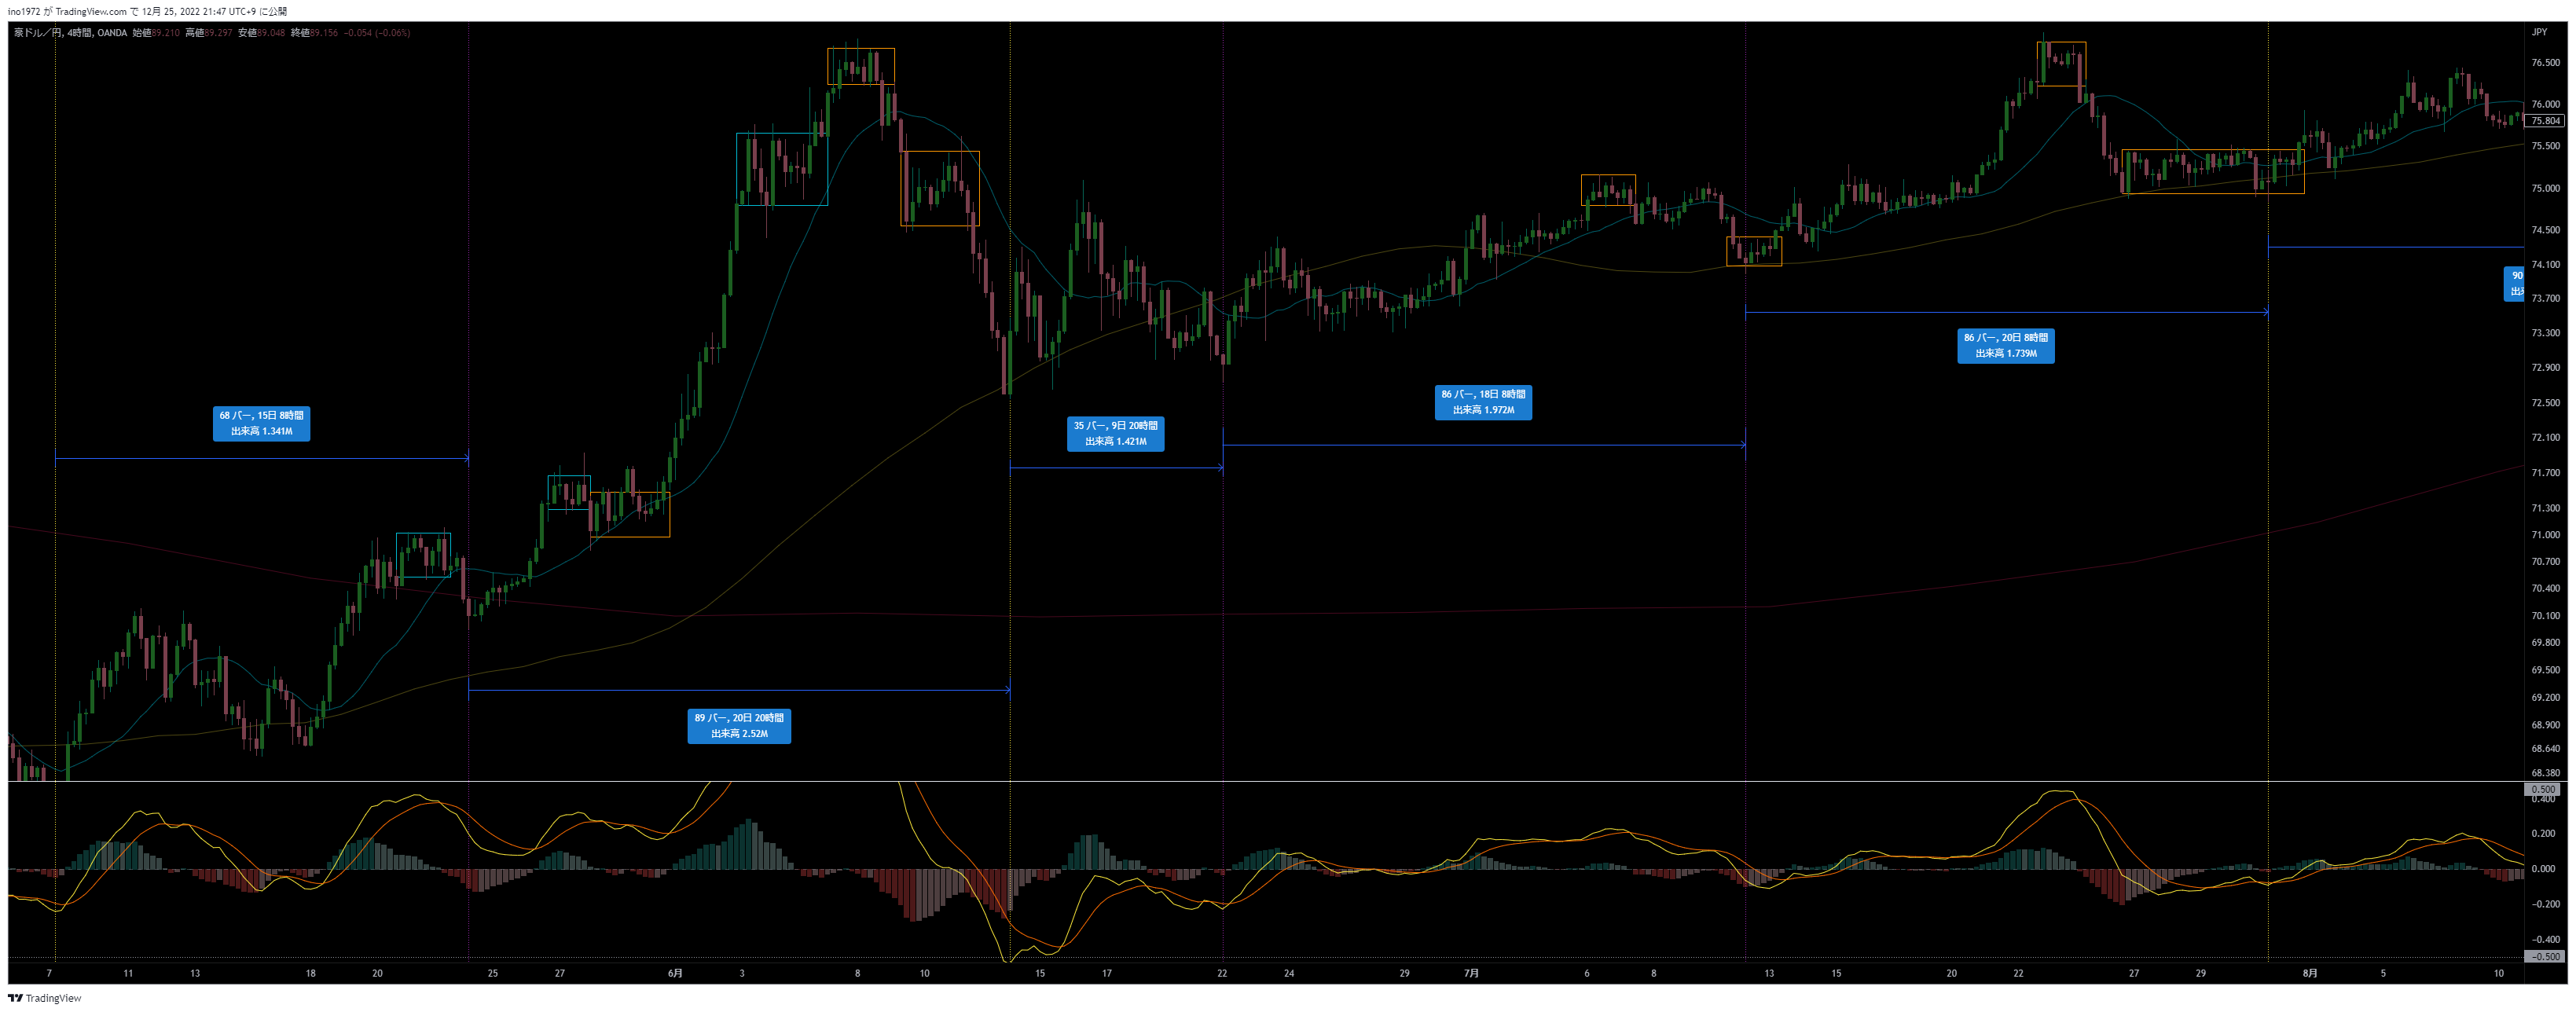 ino1972 が TradingView.com で 12月 25, 2022 21:47 UTC+9 に公開
豪ドル／円, 4時間, OANDA 始値89.210 高値89.297 安値89.048 終値89.156 −0.054 (−0.06%)
JPY
76.500
76.000
75.804
75.500
75.000
74.500
74.100
73.700
73.300
72.900
72.500
72.100
71.700
71.300
71.000
70.700
70.400
70.100
69.800
69.500
69.200
68.900
68.640
68.380
90
出来
86 バー, 20日 8時間
出来高 1.739M
86 バー, 18日 8時間
出来高 1.972M
68 バー, 15日 8時間
出来高 1.341M
35 バー, 9日 20時間
出来高 1.421M
89 バー, 20日 20時間
出来高 2.52M
0.500
0.400
0.200
0.000
−0.200
−0.400
−0.500
7 11 13 18 20 25 27 6月 3 8 10 15 17 22 24 29 7月 6 8 13 15 20 22 27 29 8月 5 10
TradingView